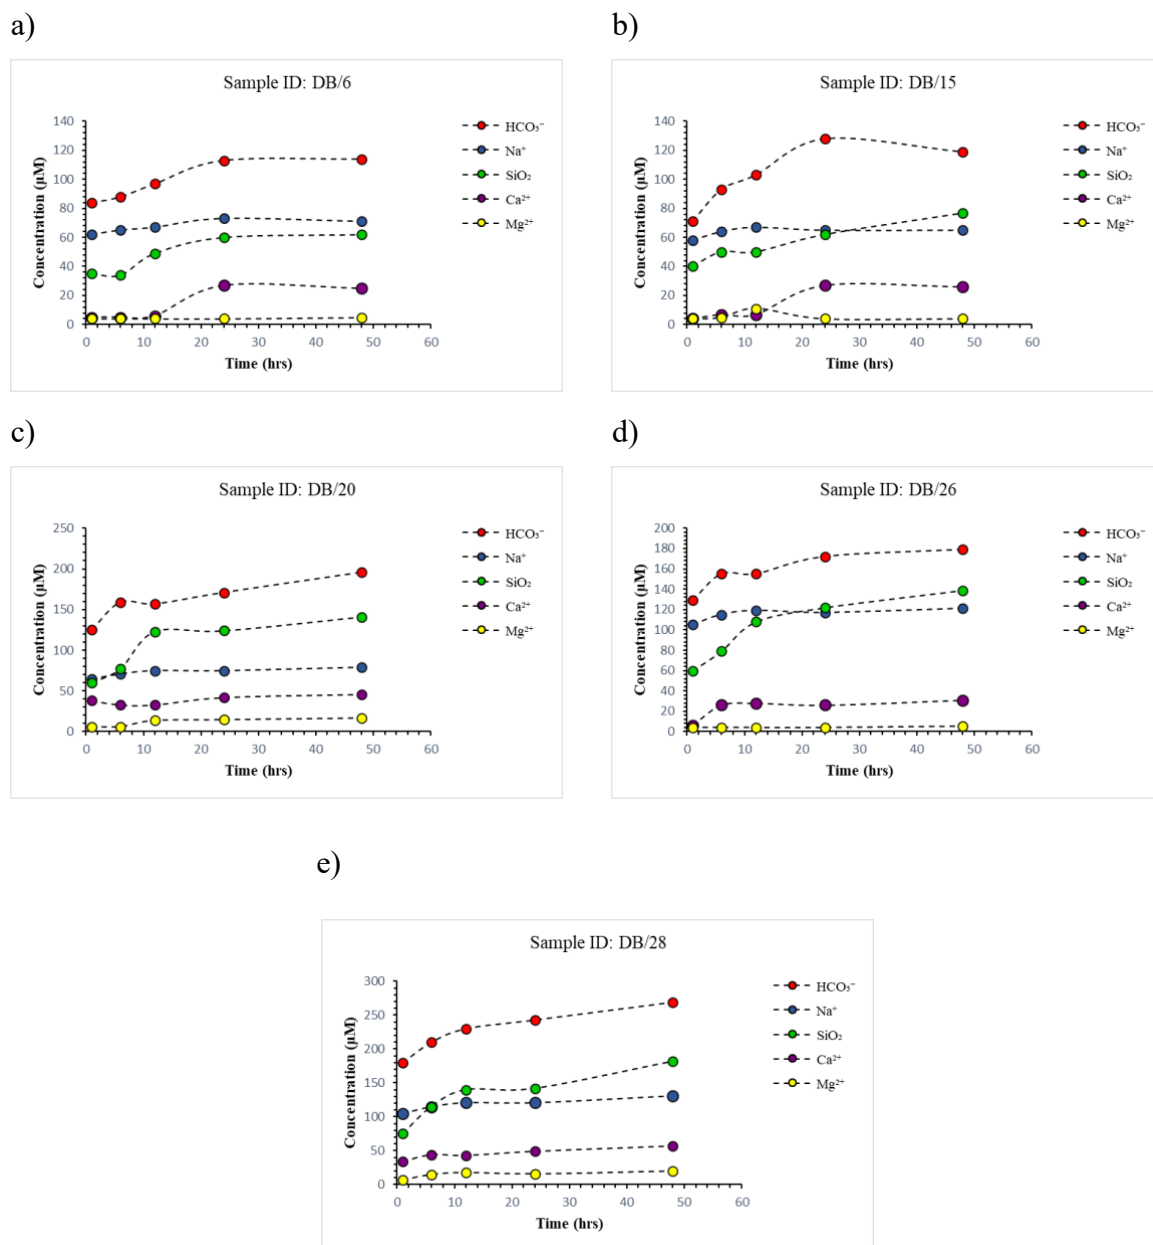 a)
Sample ID: DB/6
Concentration (µM)
140
120
100
80
60
40
20
0
0 10 20 30 40 50 60
Time (hrs)
HCO₃⁻
Na⁺
SiO₂
Ca²⁺
Mg²⁺
b)
Sample ID: DB/15
Concentration (µM)
140
120
100
80
60
40
20
0
0 10 20 30 40 50 60
Time (hrs)
HCO₃⁻
Na⁺
SiO₂
Ca²⁺
Mg²⁺
c)
Sample ID: DB/20
Concentration (µM)
250
200
150
100
50
0
0 10 20 30 40 50 60
Time (hrs)
HCO₃⁻
Na⁺
SiO₂
Ca²⁺
Mg²⁺
d)
Sample ID: DB/26
Concentration (µM)
200
180
160
140
120
100
80
60
40
20
0
0 10 20 30 40 50 60
Time (hrs)
HCO₃⁻
Na⁺
SiO₂
Ca²⁺
Mg²⁺
e)
Sample ID: DB/28
Concentration (µM)
300
250
200
150
100
50
0
0 10 20 30 40 50 60
Time (hrs)
HCO₃⁻
Na⁺
SiO₂
Ca²⁺
Mg²⁺